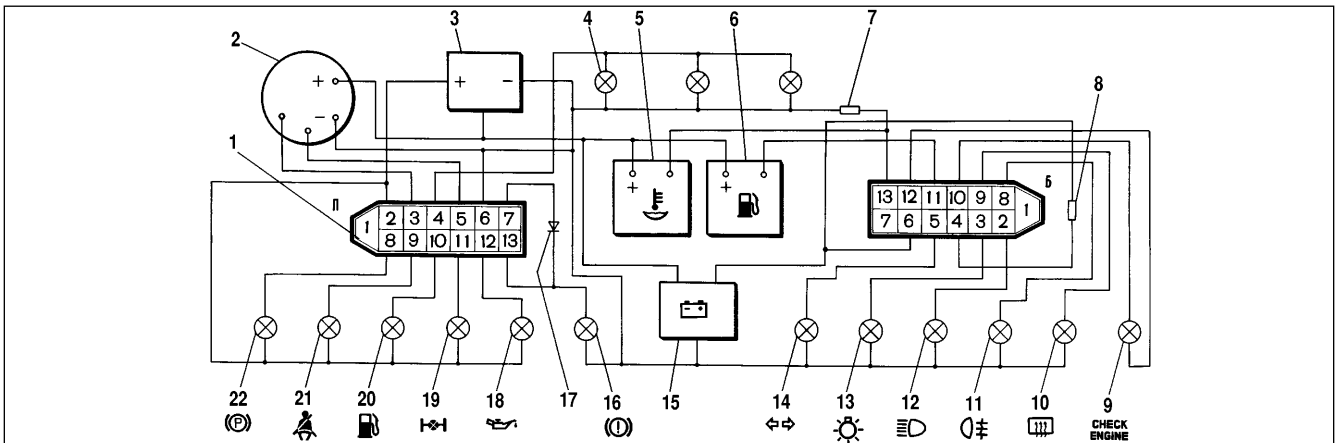 3 4 5 6 7
2
8
+ + -
-
1
+ +
П Б
2 3 4 5 6 7
1
8 9 10 11 12 13
13 12 11 10 9 8
1
7 6 5 4 3 2
- +
22 21 20 19 18 17 16 15 14 13 12 11 10 9
(P) (!)
CHECK
ENGINE